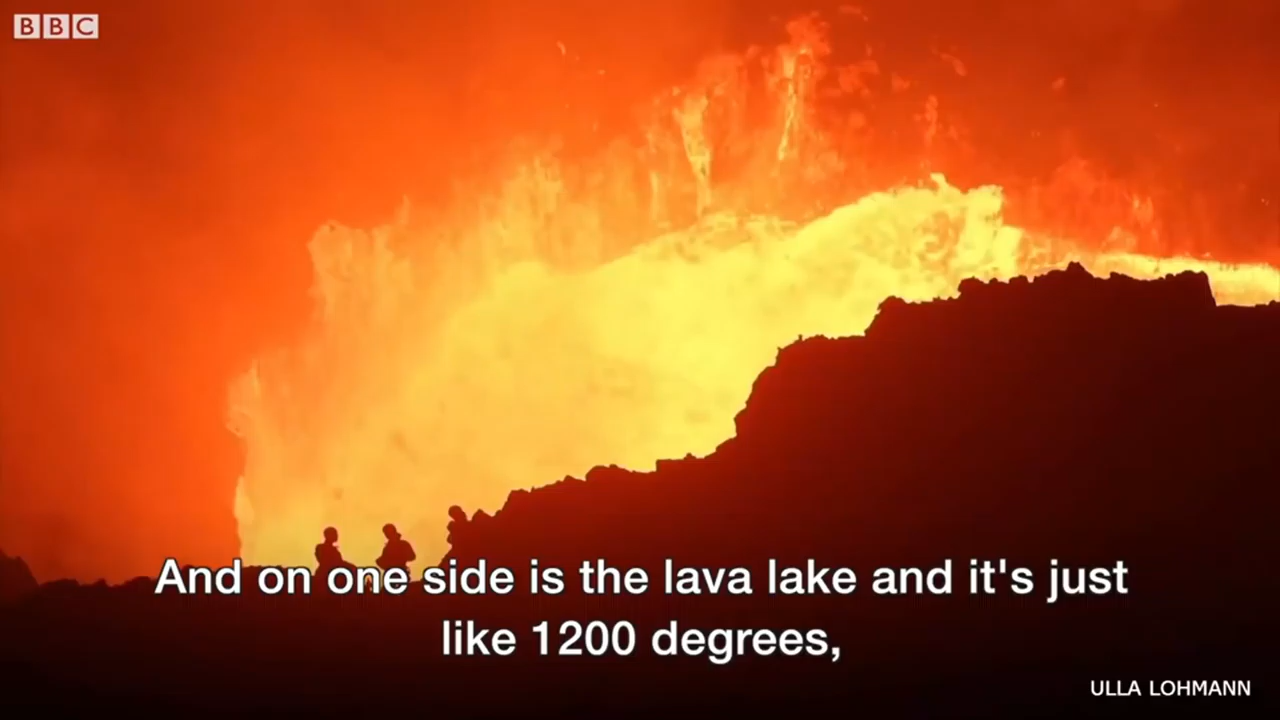 BBC
And on one side is the lava lake and it's just
like 1200 degrees,
ULLA LOHMANN